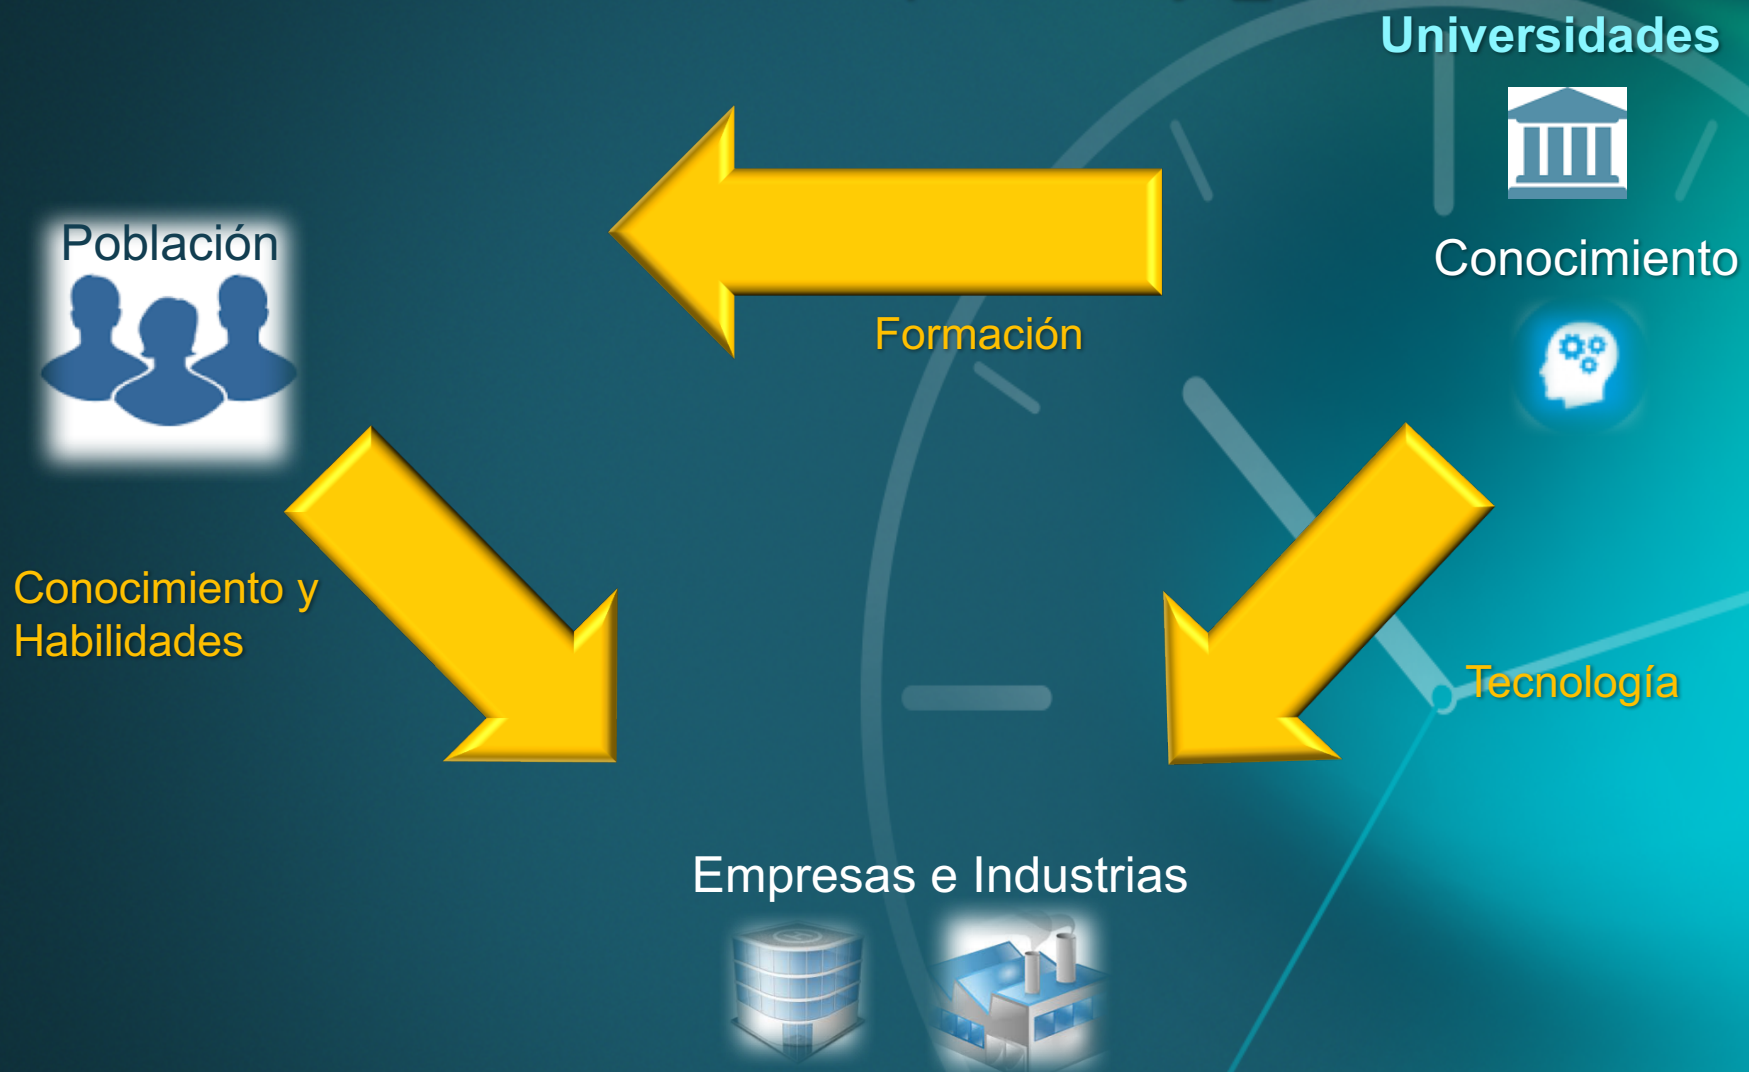 Universidades
Población
Conocimiento
Formación
Conocimiento y
Habilidades
Tecnología
Empresas e Industrias